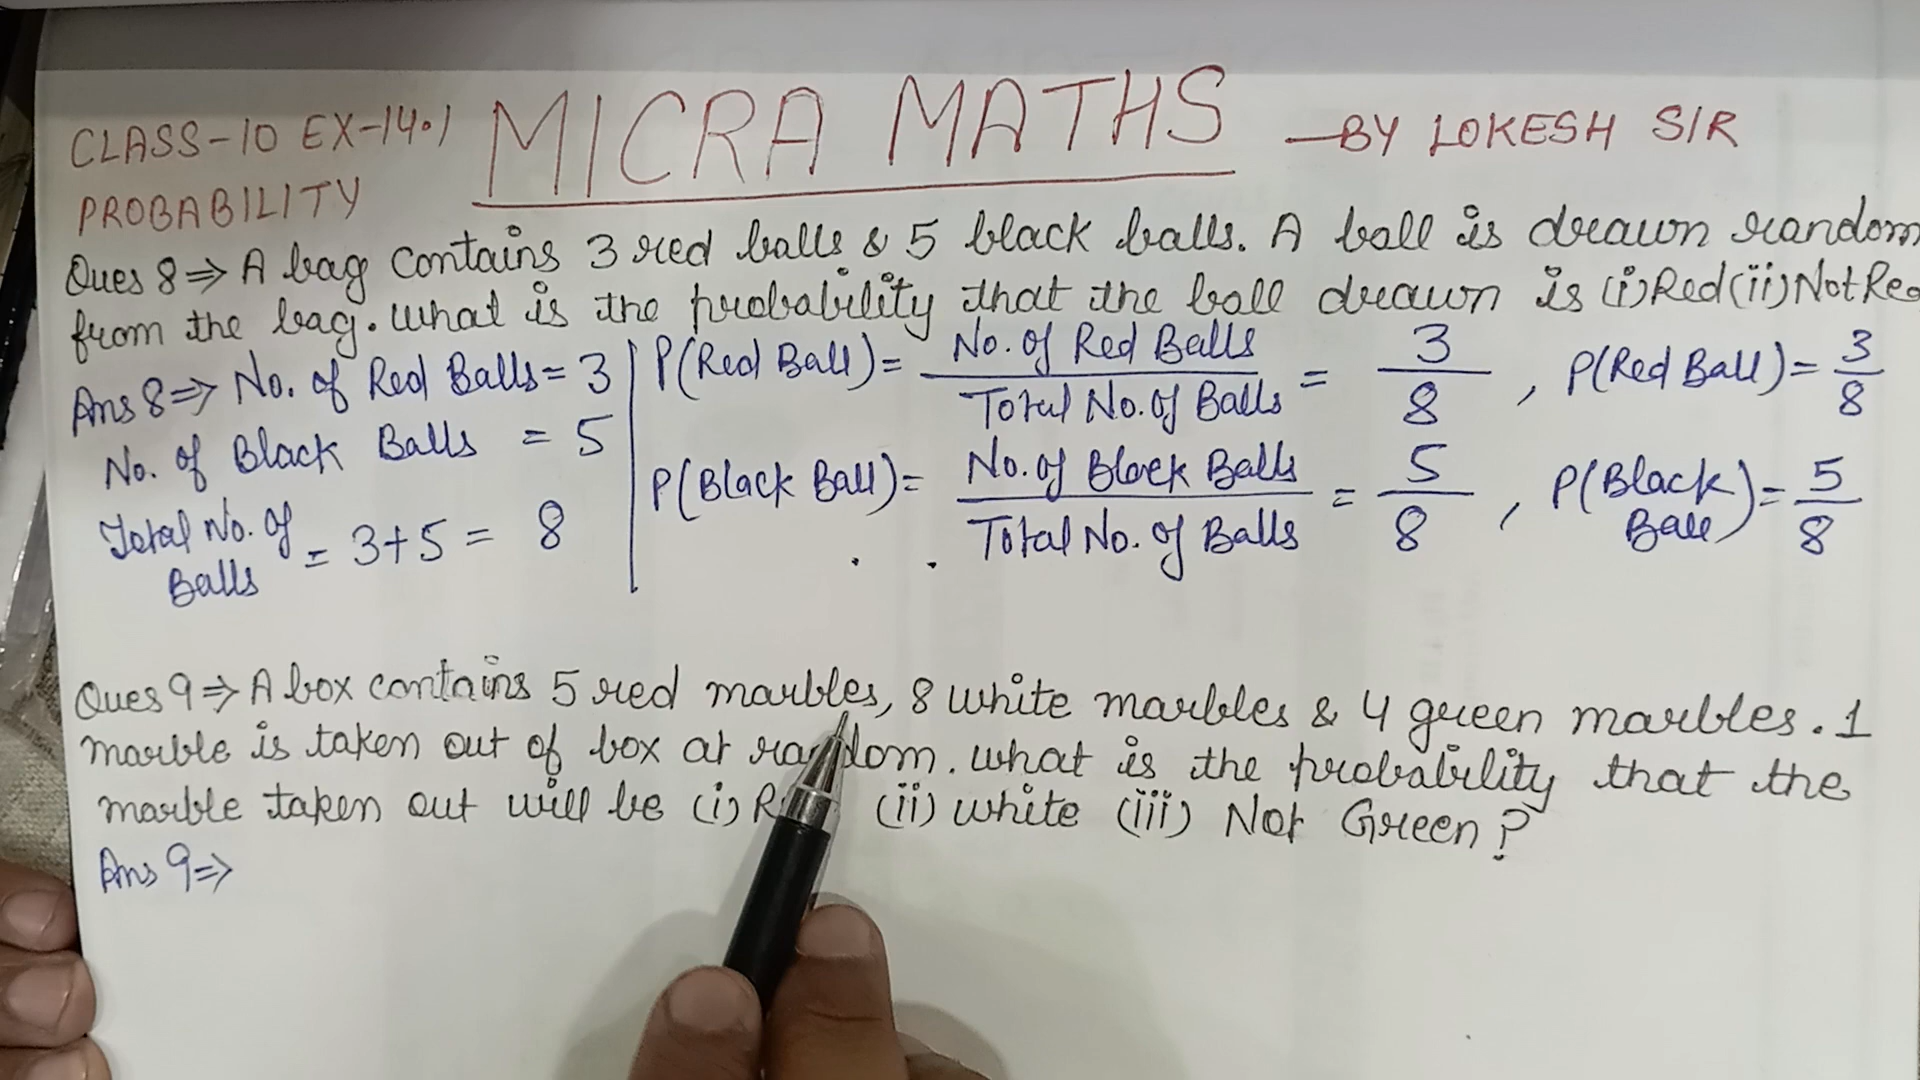 CLASS-10 EX-14.1 MICRA MATHS -BY LOKESH SIR
PROBABILITY
Ques 8⇒ A bag contains 3 red balls & 5 black balls. A ball is drawn random
from the bag. What is the probability that the ball drawn is (i) Red (ii) Not Red
Ans 8⇒ No. of Red Balls = 3
No. of Black Balls = 5
Total No. of Balls = 3+5 = 8
P(Red Ball) = No. of Red Balls / Total No. of Balls = 3/8 , P(Red Ball) = 3/8
P(Black Ball) = No. of Black Balls / Total No. of Balls = 5/8 , P(Black Ball) = 5/8
Ques 9⇒ A box contains 5 red marbles, 8 white marbles & 4 green marbles. 1
marble is taken out of box at random. What is the probability that the
marble taken out will be (i) (ii) white (iii) Not Green?
Ans 9⇒